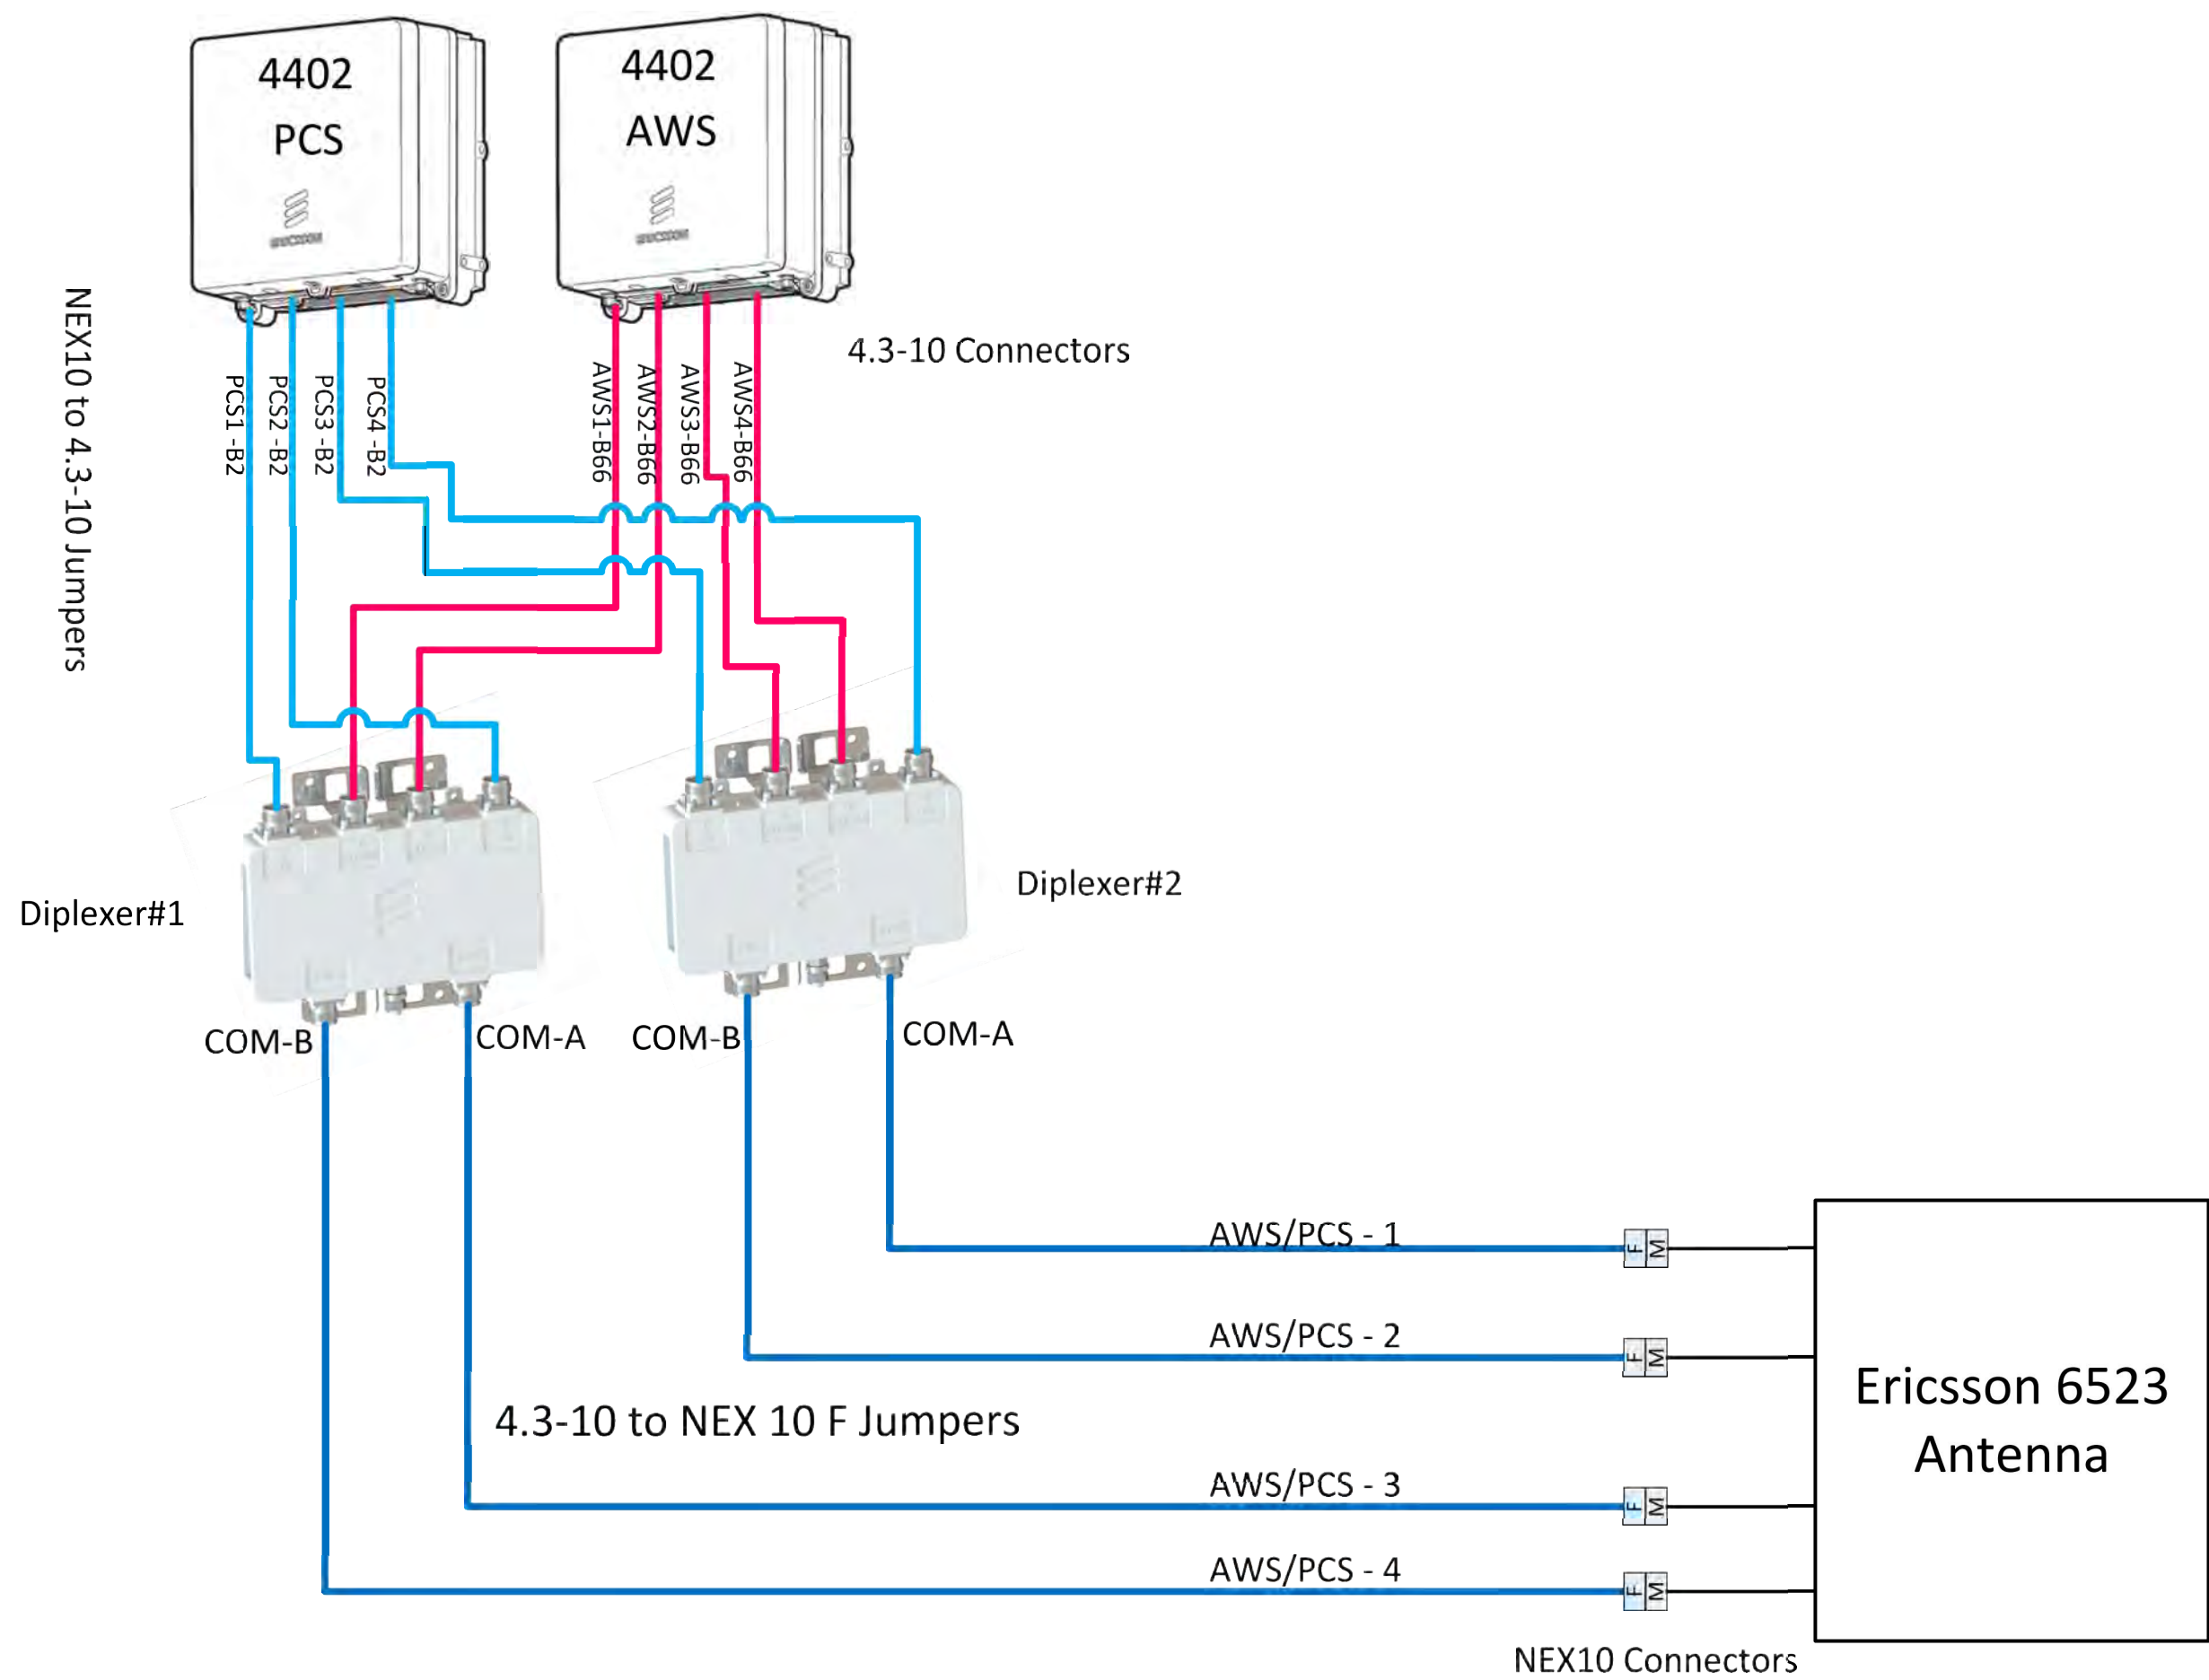 4402
PCS
4402
AWS
ERICSSON
ERICSSON
NEX10 to 4.3-10 Jumpers
4.3-10 Connectors
PCS1 -B2
PCS2 -B2
PCS3 -B2
PCS4 -B2
AWS1-B66
AWS2-B66
AWS3-B66
AWS4-B66
Diplexer#1
Diplexer#2
COM-B
COM-A
COM-B
COM-A
AWS/PCS - 1
F M
AWS/PCS - 2
F M
Ericsson 6523
Antenna
4.3-10 to NEX 10 F Jumpers
AWS/PCS - 3
F M
AWS/PCS - 4
F M
NEX10 Connectors